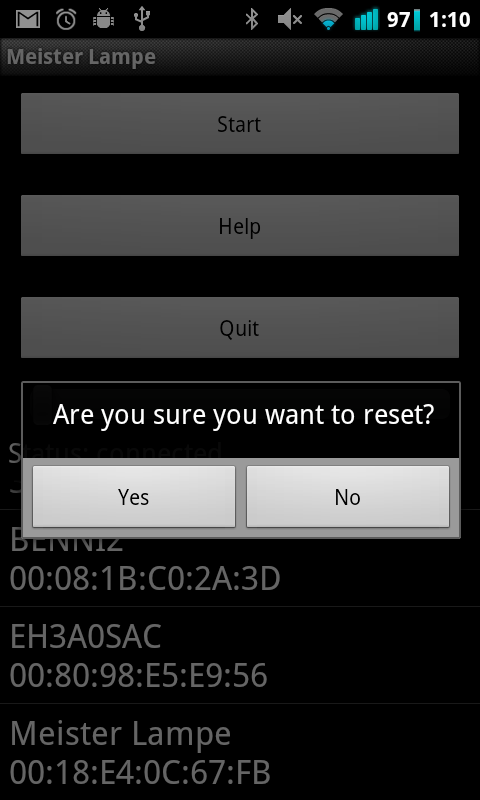 97 1:10
Meister Lampe
Start
Help
Quit
Are you sure you want to reset?
Status: connected
Yes No
BENNI2
00:08:1B:C0:2A:3D
EH3A0SAC
00:80:98:E5:E9:56
Meister Lampe
00:18:E4:0C:67:FB